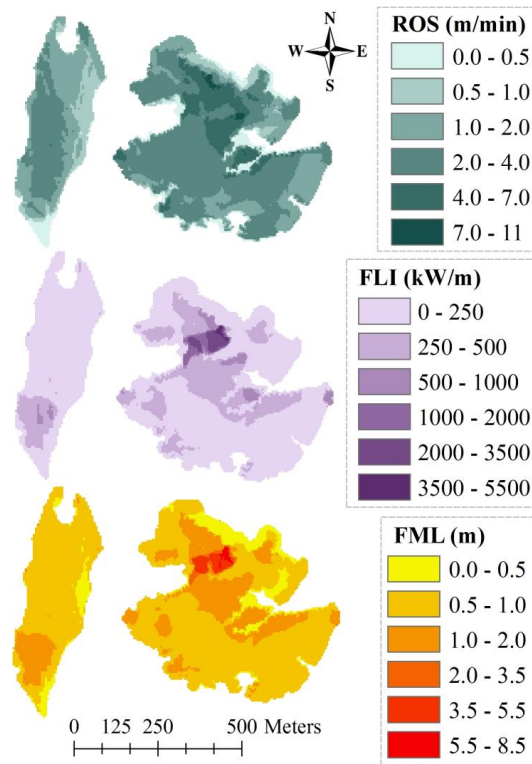 N
W E
S
ROS (m/min)
0.0 - 0.5
0.5 - 1.0
1.0 - 2.0
2.0 - 4.0
4.0 - 7.0
7.0 - 11
FLI (kW/m)
0 - 250
250 - 500
500 - 1000
1000 - 2000
2000 - 3500
3500 - 5500
FML (m)
0.0 - 0.5
0.5 - 1.0
1.0 - 2.0
2.0 - 3.5
3.5 - 5.5
5.5 - 8.5
0 125 250 500 Meters